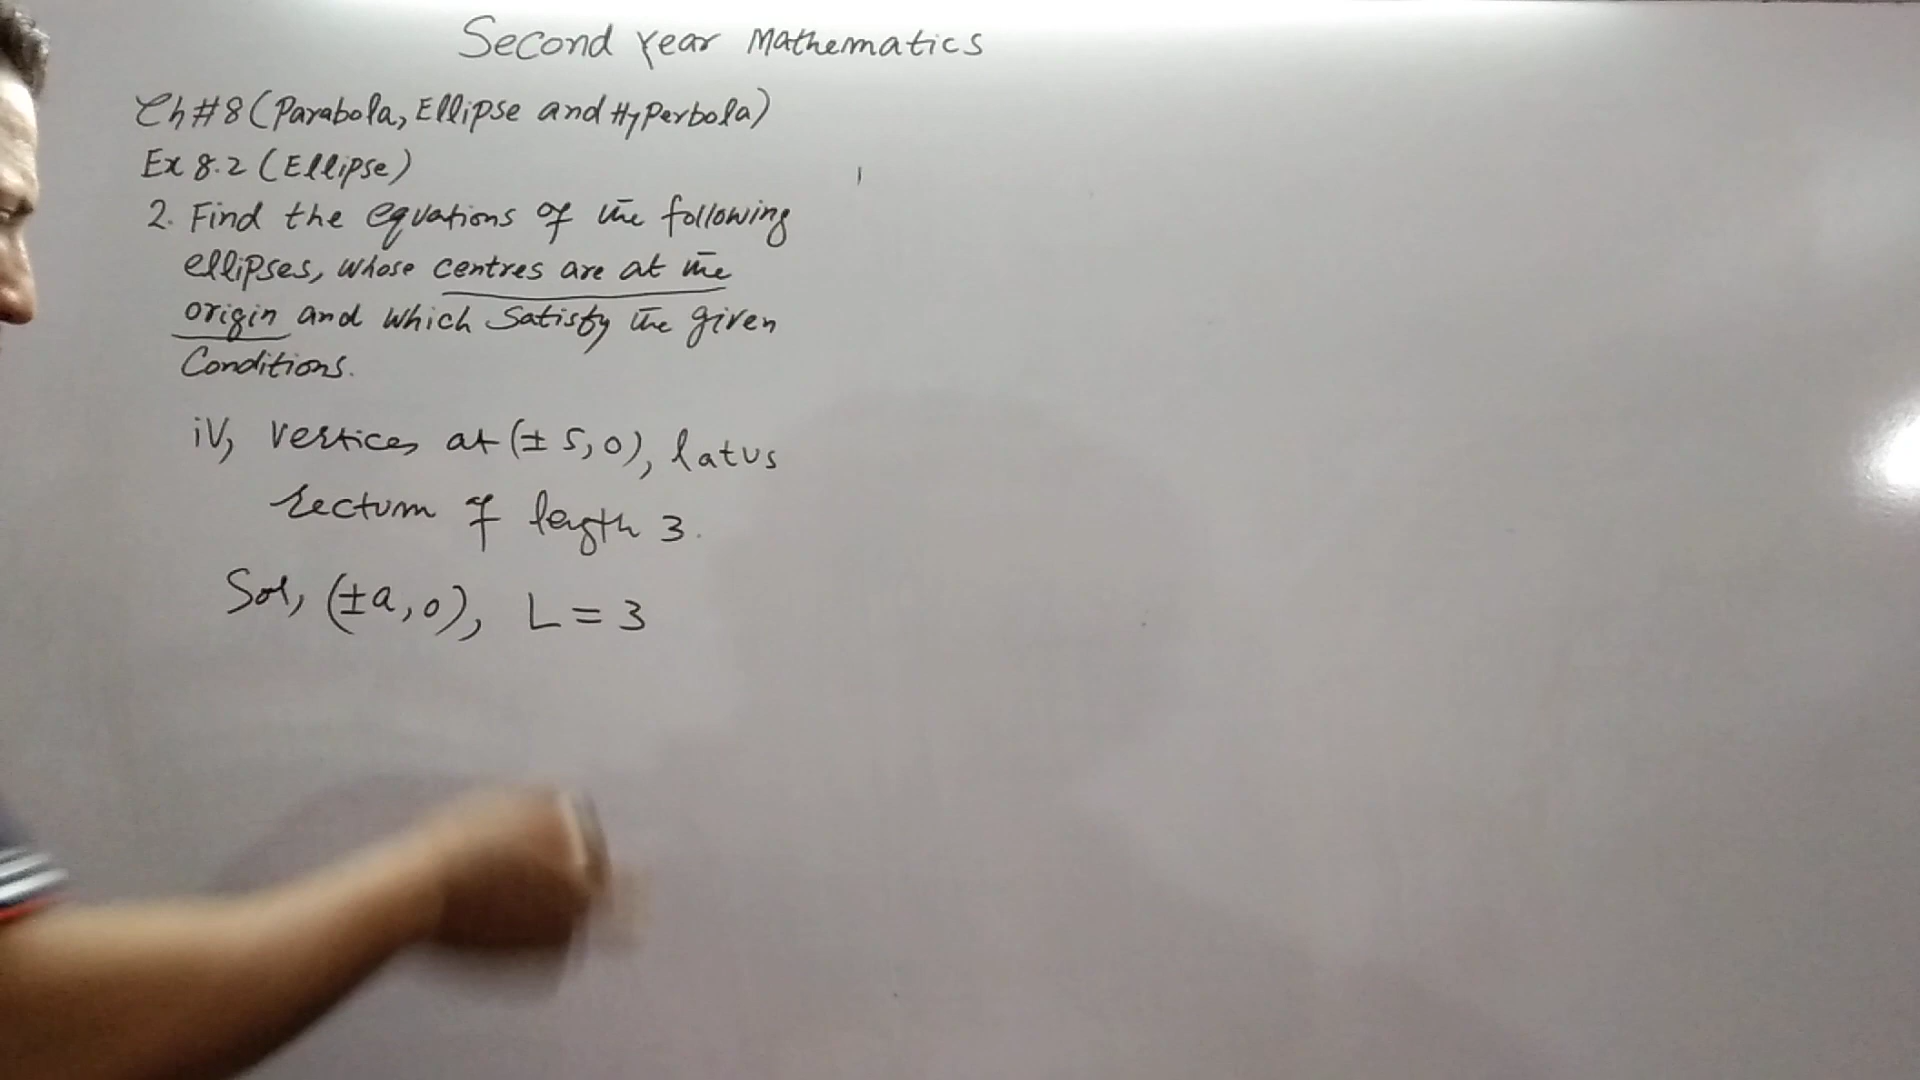 Second Year Mathematics
Ch#8 (Parabola, Ellipse and Hyperbola)
Ex 8.2 (Ellipse)
2. Find the equations of the following
ellipses, whose centres are at the
origin and which satisfy the given
Conditions.
iv, vertices at (± 5, 0), latus
rectum of length 3.
Sol, (±a, 0), L = 3